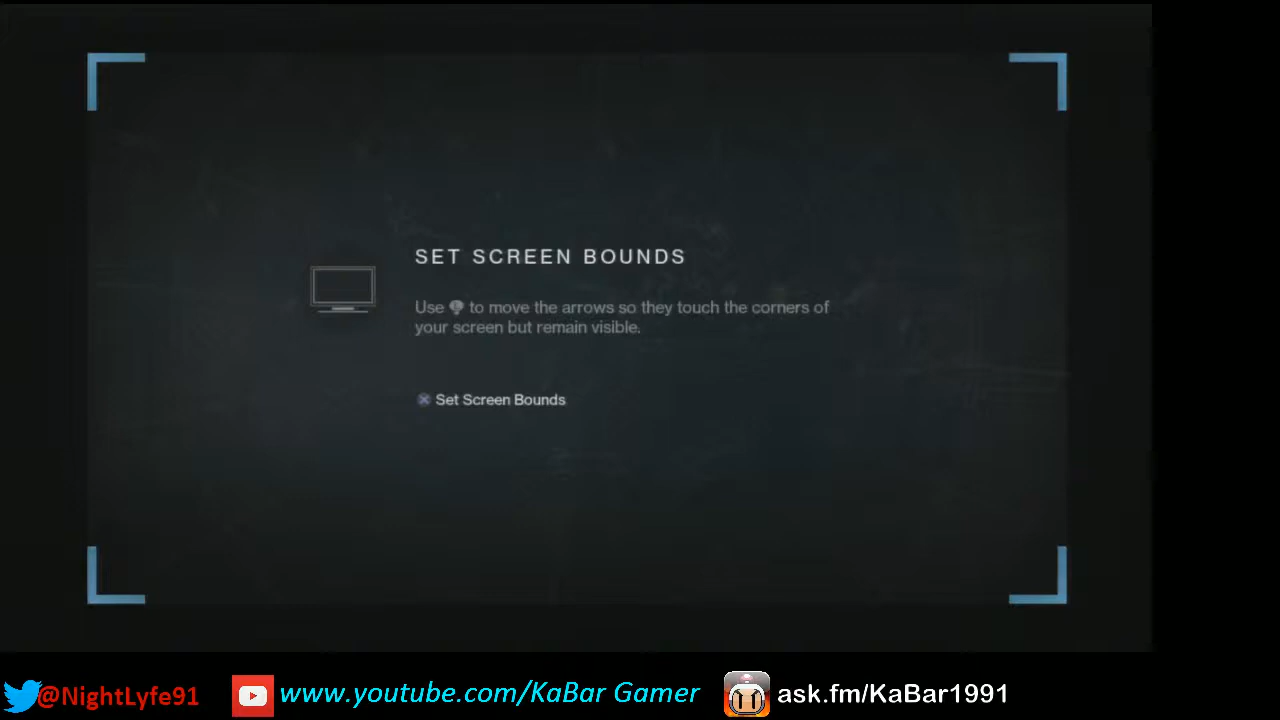 SET SCREEN BOUNDS
Use L to move the arrows so they touch the corners of
your screen but remain visible.
Set Screen Bounds
@NightLyfe91
www.youtube.com/KaBar Gamer
ask.fm/KaBar1991